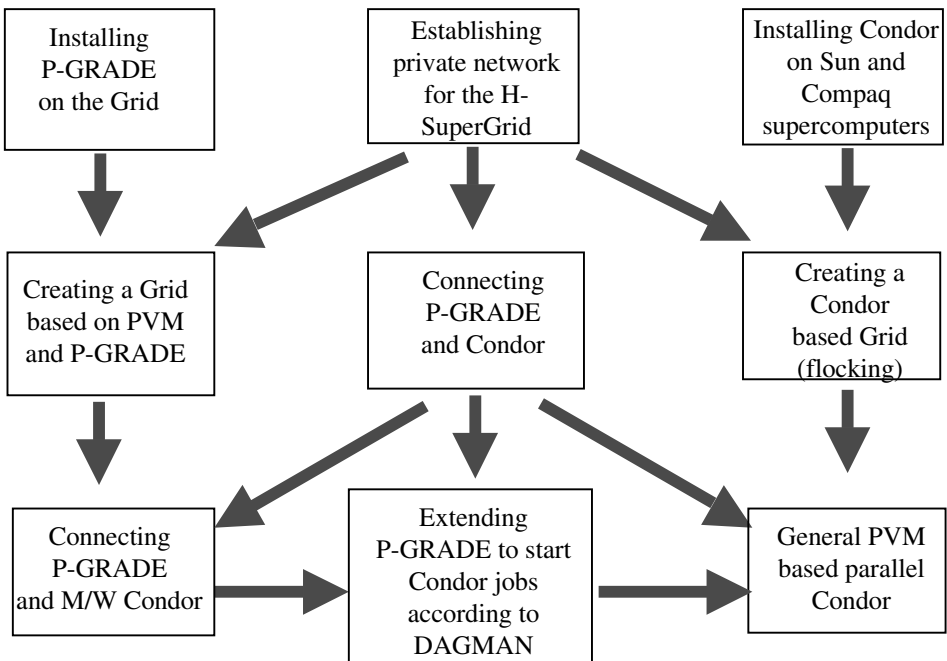 Installing
P-GRADE
on the Grid
Establishing
private network
for the H-
SuperGrid
Installing Condor
on Sun and
Compaq
supercomputers
Creating a Grid
based on PVM
and P-GRADE
Connecting
P-GRADE
and Condor
Creating a
Condor
based Grid
(flocking)
Connecting
P-GRADE
and M/W Condor
Extending
P-GRADE to start
Condor jobs
according to
DAGMAN
General PVM
based parallel
Condor